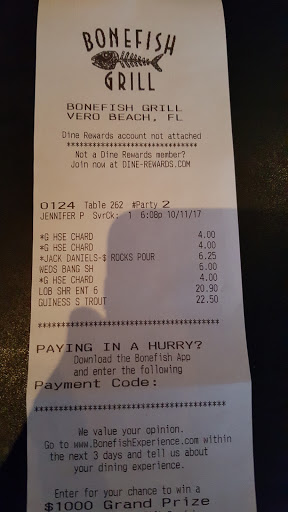 BONEFISH
GRILL
BONEFISH GRILL
VERO BEACH, FL
Dine Rewards account not attached
************************************
Not a Dine Rewards member?
Join now at DINE-REWARDS.COM
0124 Table 262 #Party 2
JENNIFER P SvrCk: 1 6:08p 10/11/17
*G HSE CHARD 4.00
*G HSE CHARD 4.00
*JACK DANIELS-$ ROCKS POUR 6.25
WEDS BANG SH 6.00
*G HSE CHARD 4.00
LOB SHR ENT 6 20.90
GUINESS S TROUT 22.50
************************************
PAYING IN A HURRY?
Download the Bonefish App
and enter the following
Payment Code:
************************************
We value your opinion.
Go to www.BonefishExperience.com within
the next 3 days and tell us about
your dining experience.
Enter for your chance to win a
$1000 Grand Prize